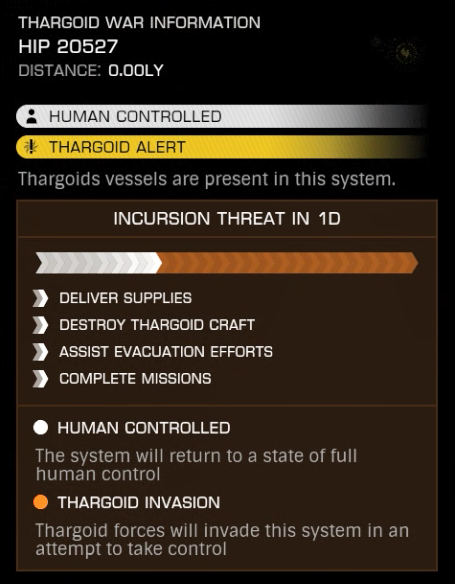 THARGOID WAR INFORMATION
HIP 20527
DISTANCE: 0.00LY
HUMAN CONTROLLED
THARGOID ALERT
Thargoids vessels are present in this system.
INCURSION THREAT IN 1D
DELIVER SUPPLIES
DESTROY THARGOID CRAFT
ASSIST EVACUATION EFFORTS
COMPLETE MISSIONS
HUMAN CONTROLLED
The system will return to a state of full
human control
THARGOID INVASION
Thargoid forces will invade this system in an
attempt to take control